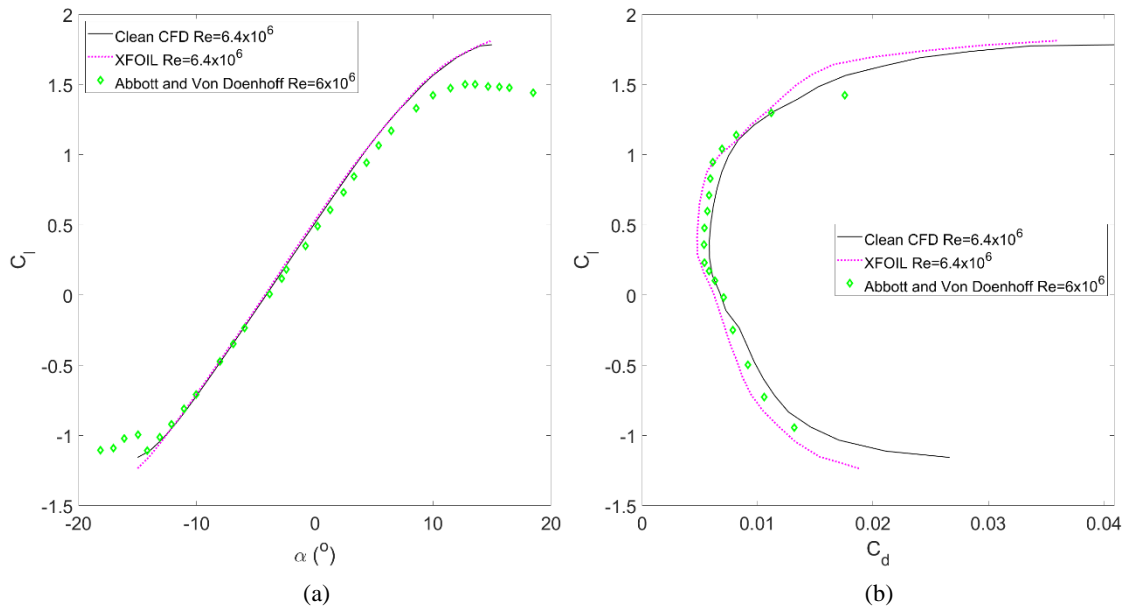 2
1.5
1
0.5
0
-0.5
-1
-1.5
C_l
-20
-10
0
10
20
α (°)
Clean CFD Re=6.4x10^6
XFOIL Re=6.4x10^6
Abbott and Von Doenhoff Re=6x10^6
(a)
2
1.5
1
0.5
0
-0.5
-1
-1.5
C_l
0
0.01
0.02
0.03
0.04
C_d
Clean CFD Re=6.4x10^6
XFOIL Re=6.4x10^6
Abbott and Von Doenhoff Re=6x10^6
(b)